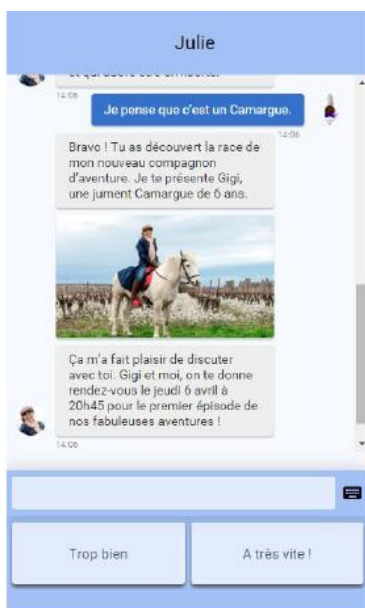 Julie
14:06
Je pense que c'est un Camargue.
14:06
Bravo ! Tu as découvert la race de
mon nouveau compagnon
d'aventure. Je te présente Gigi,
une jument Camargue de 6 ans.
Ça m'a fait plaisir de discuter
avec toi. Gigi et moi, on te donne
rendez-vous le jeudi 6 avril à
20h45 pour le premier épisode de
nos fabuleuses aventures !
14:06
Trop bien
A très vite !